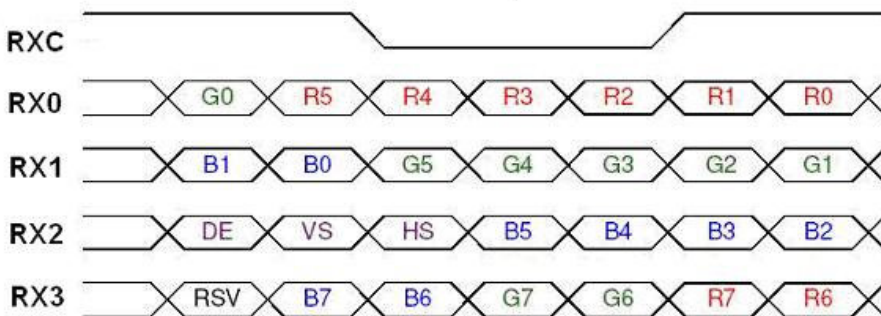 RXC
RX0 G0 R5 R4 R3 R2 R1 R0
RX1 B1 B0 G5 G4 G3 G2 G1
RX2 DE VS HS B5 B4 B3 B2
RX3 RSV B7 B6 G7 G6 R7 R6